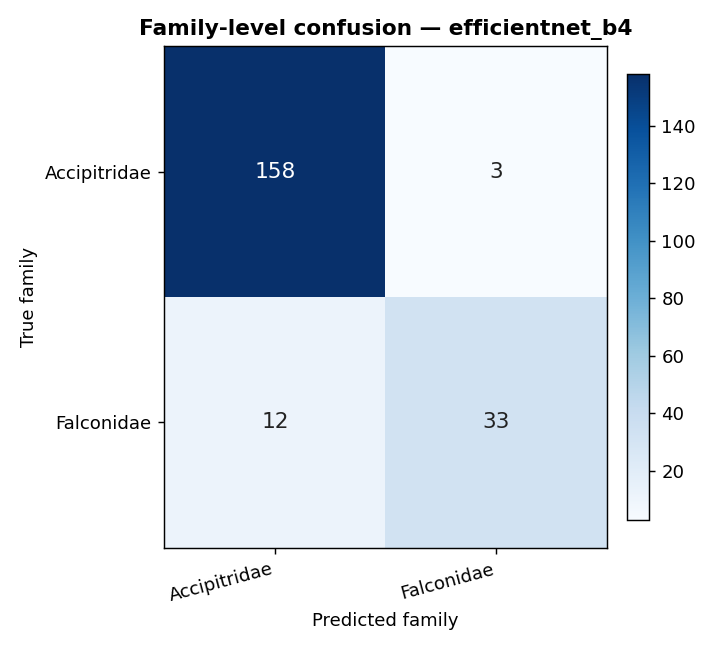 Family-level confusion — efficientnet_b4
True family
Accipitridae
158
3
Falconidae
12
33
Accipitridae
Falconidae
Predicted family
140
120
100
80
60
40
20